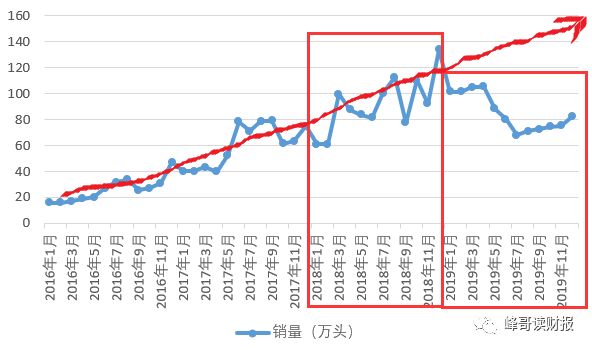 160
140
120
100
80
60
40
20
0
2016年1月
2016年3月
2016年5月
2016年7月
2016年9月
2016年11月
2017年1月
2017年3月
2017年5月
2017年7月
2017年9月
2017年11月
2018年1月
2018年3月
2018年5月
2018年7月
2018年9月
2018年11月
2019年1月
2019年3月
2019年5月
2019年7月
2019年9月
2019年11月
销量（万头）
峰哥读财报